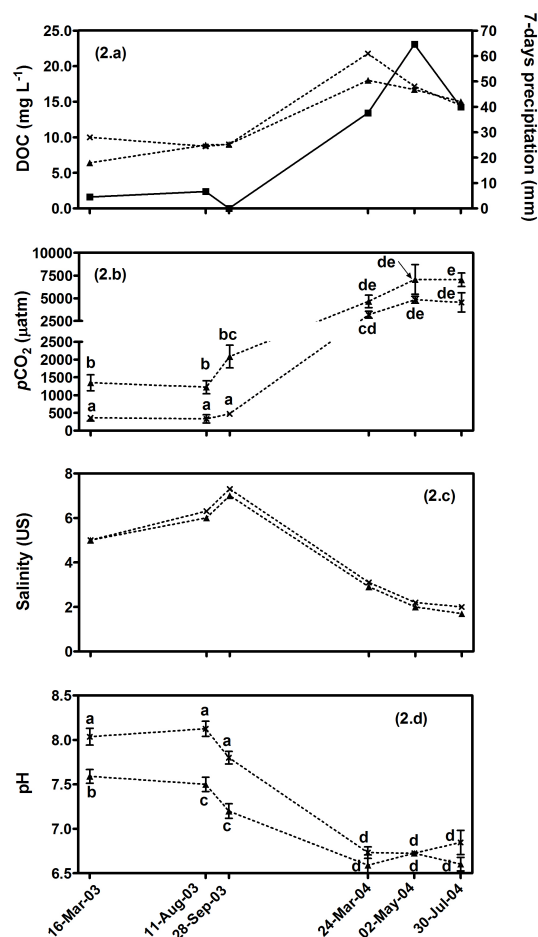 (2.a)
DOC (mg L-1)
25.0
20.0
15.0
10.0
5.0
0.0
70
60
50
40
30
20
10
0
7-days precipitation (mm)
(2.b)
pCO2 (µatm)
10000
7500
5000
2500
2500
2000
1500
1000
500
0
b
a
b
a
bc
a
de
cd
de
de
e
de
(2.c)
Salinity (US)
8
6
4
2
0
(2.d)
pH
8.5
8.0
7.5
7.0
6.5
a
b
a
c
a
c
d
d
d
d
d
d
16-Mar-03
11-Aug-03
28-Sep-03
24-Mar-04
02-May-04
30-Jul-04